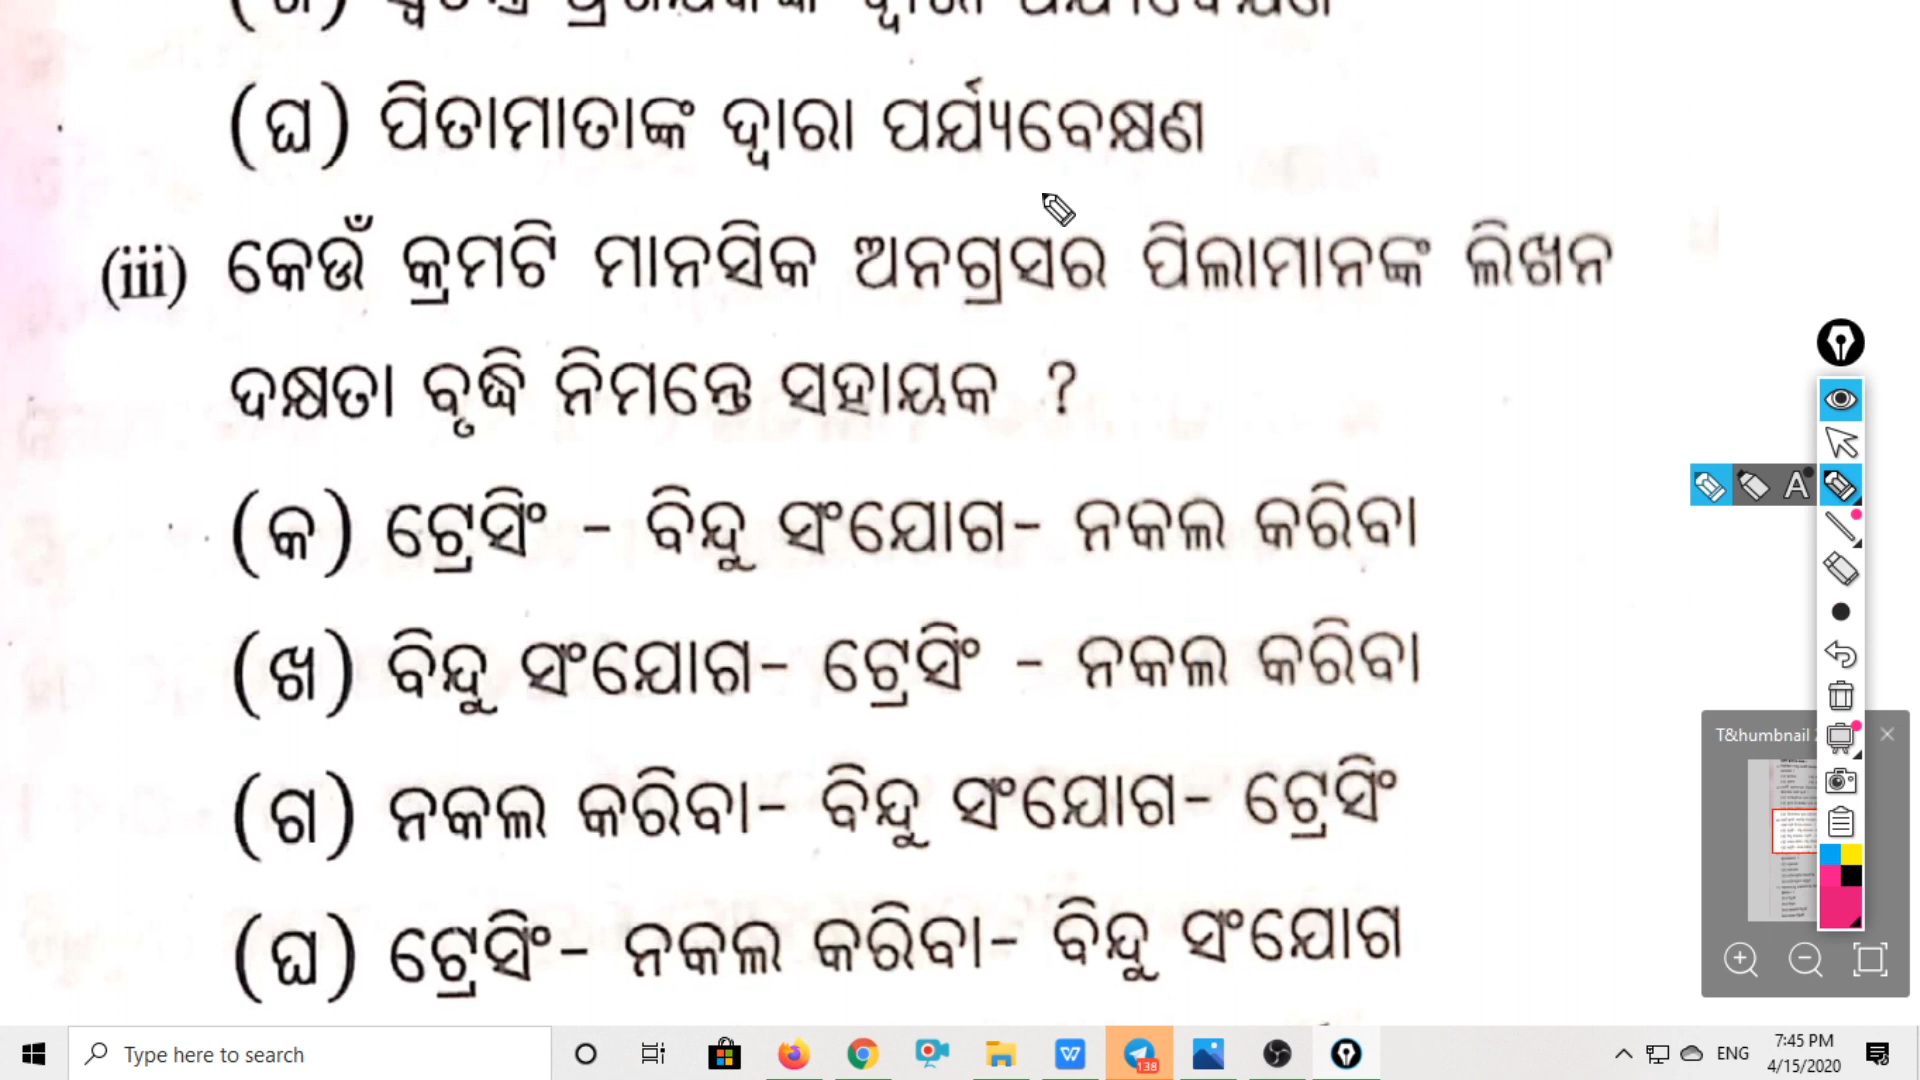 (ଘ) ପିତାମାତାଙ୍କ ଦ୍ୱାରା ପର୍ଯ୍ୟବେକ୍ଷଣ
(iii) କେଉଁ କ୍ରମଟି ମାନସିକ ଅନଗ୍ରସର ପିଲାମାନଙ୍କ ଲିଖନ
ଦକ୍ଷତା ବୃଦ୍ଧି ନିମନ୍ତେ ସହାୟକ ?
(କ) ଟ୍ରେସିଂ - ବିନ୍ଦୁ ସଂଯୋଗ- ନକଲ କରିବା
(ଖ) ବିନ୍ଦୁ ସଂଯୋଗ- ଟ୍ରେସିଂ - ନକଲ କରିବା
(ଗ) ନକଲ କରିବା- ବିନ୍ଦୁ ସଂଯୋଗ- ଟ୍ରେସିଂ
(ଘ) ଟ୍ରେସିଂ- ନକଲ କରିବା- ବିନ୍ଦୁ ସଂଯୋଗ
A
T&humbnail
Type here to search
138
ENG
7:45 PM
4/15/2020